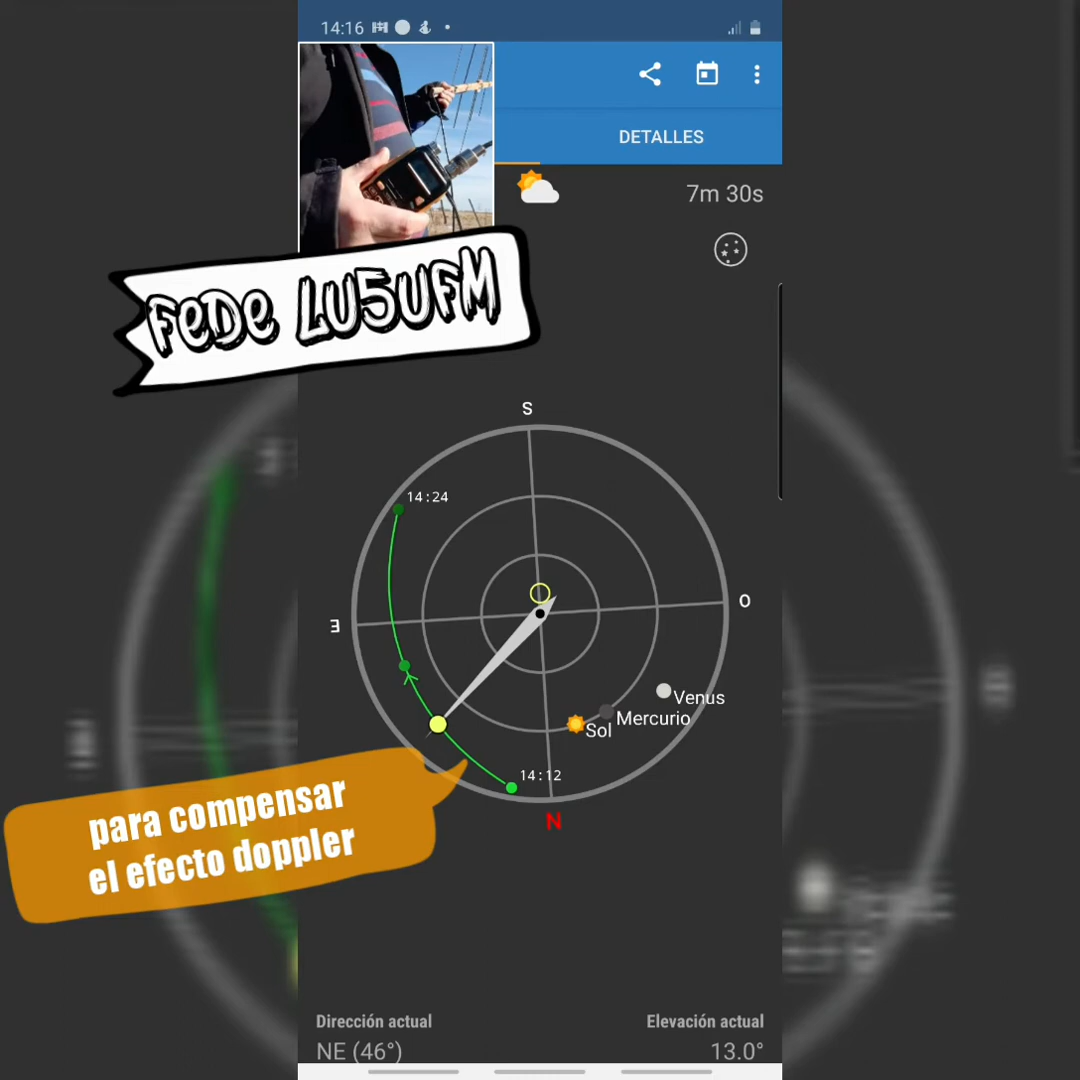 14:16
DETALLES
7m 30s
FeDe LU5UFM
S
14:24
O
E
Venus
Mercurio
Sol
14:12
N
para compensar
el efecto doppler
Dirección actual
Elevación actual
NE (46°)
13.0°